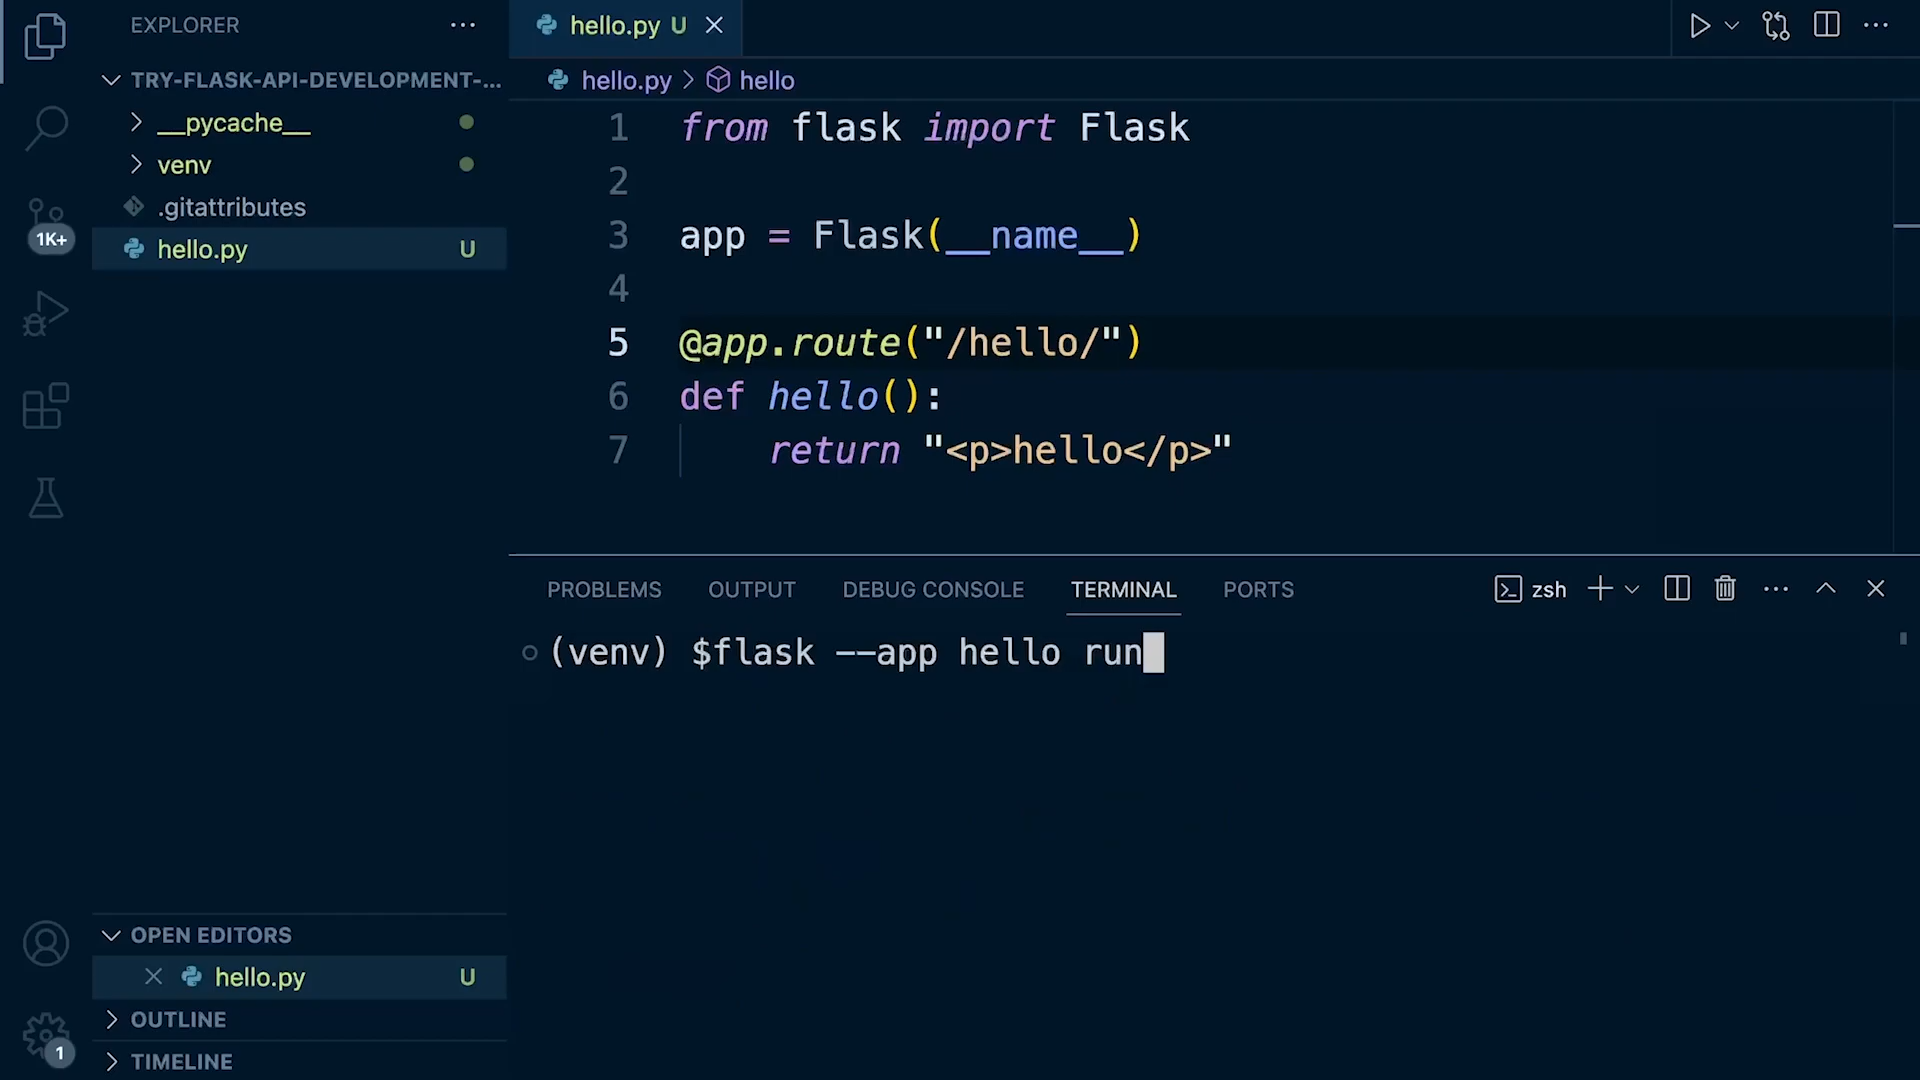 EXPLORER
TRY-FLASK-API-DEVELOPMENT-...
__pycache__
venv
.gitattributes
hello.py U
1K+
hello.py U
hello.py > hello
1 from flask import Flask
2
3 app = Flask(__name__)
4
5 @app.route("/hello/")
6 def hello():
7 return "<p>hello</p>"
PROBLEMS OUTPUT DEBUG CONSOLE TERMINAL PORTS zsh
(venv) $flask --app hello run
OPEN EDITORS
hello.py U
OUTLINE
TIMELINE
1